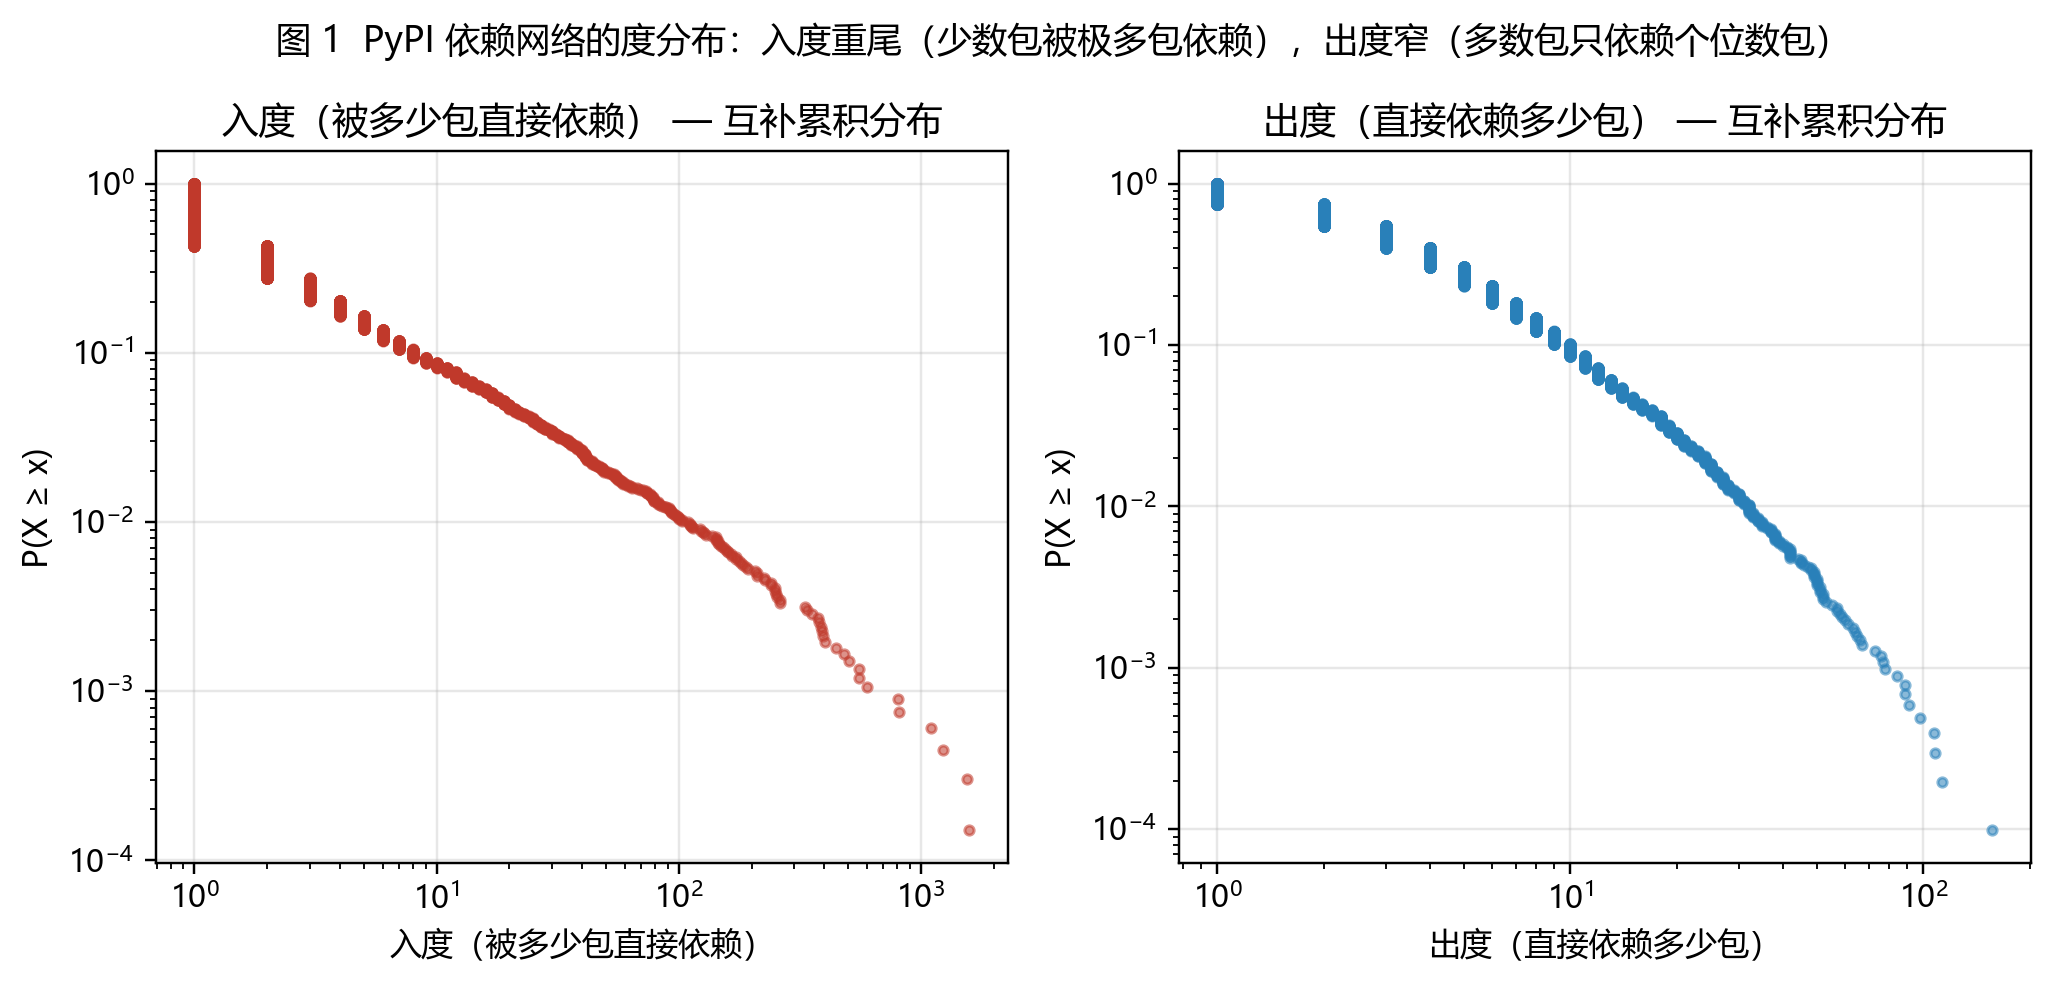 图 1  PyPI 依赖网络的度分布：入度重尾（少数包被极多包依赖），出度窄（多数包只依赖个位数包）
入度（被多少包直接依赖） — 互补累积分布
P(X ≥ x)
10⁰
10⁻¹
10⁻²
10⁻³
10⁻⁴
10⁰ 10¹ 10² 10³
入度（被多少包直接依赖）
出度（直接依赖多少包） — 互补累积分布
P(X ≥ x)
10⁰
10⁻¹
10⁻²
10⁻³
10⁻⁴
10⁰ 10¹ 10²
出度（直接依赖多少包）